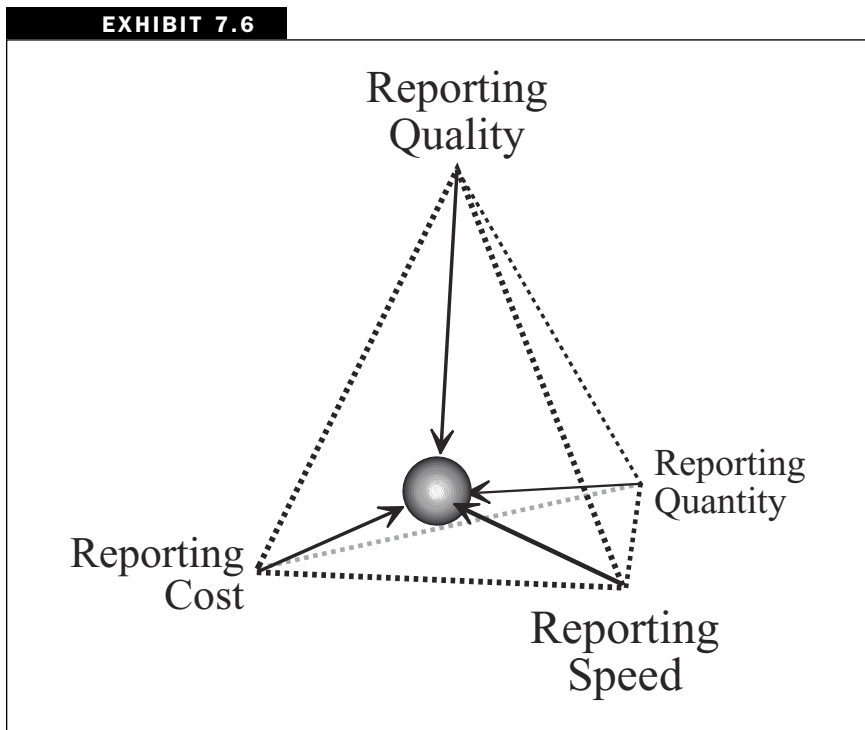 EXHIBIT 7.6
Reporting
Quality
Reporting
Quantity
Reporting
Cost
Reporting
Speed